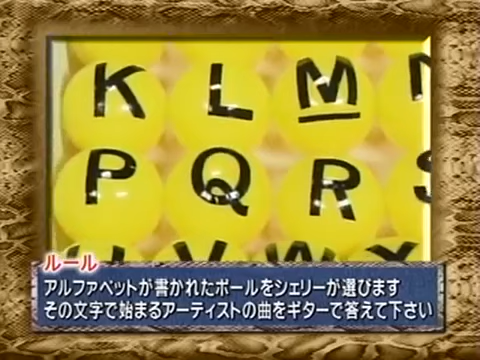 K L M N
P Q R S
U V W X
ルール
アルファベットが書かれたボールをシェリーが選びます
その文字で始まるアーティストの曲をギターで答えて下さい